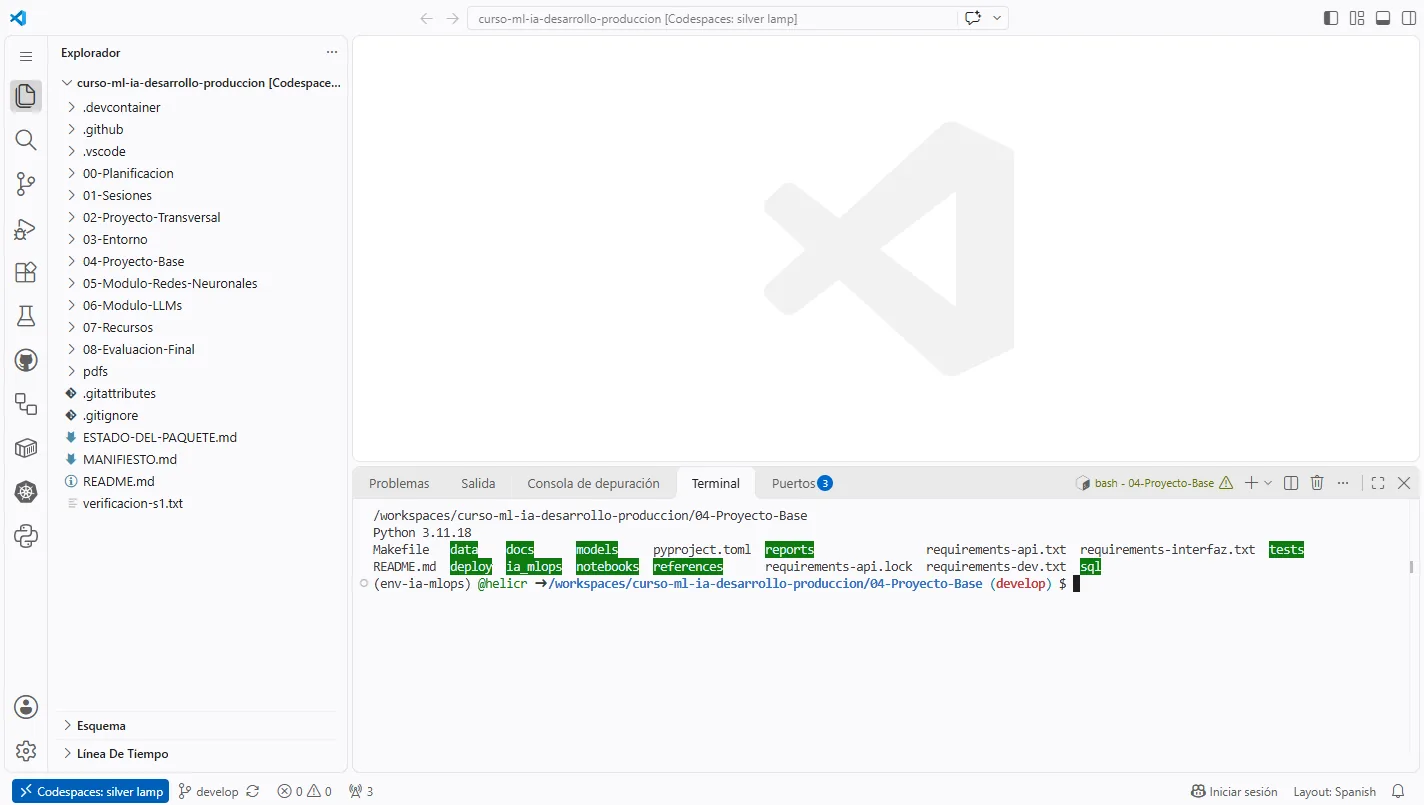 curso-ml-ia-desarrollo-produccion [Codespaces: silver lamp]
Explorador
curso-ml-ia-desarrollo-produccion [Codespace...
.devcontainer
.github
.vscode
00-Planificacion
01-Sesiones
02-Proyecto-Transversal
03-Entorno
04-Proyecto-Base
05-Modulo-Redes-Neuronales
06-Modulo-LLMs
07-Recursos
08-Evaluacion-Final
pdfs
.gitattributes
.gitignore
ESTADO-DEL-PAQUETE.md
MANIFIESTO.md
README.md
verificacion-s1.txt
Esquema
Línea De Tiempo
Problemas Salida Consola de depuración Terminal Puertos 3 bash - 04-Proyecto-Base
/workspaces/curso-ml-ia-desarrollo-produccion/04-Proyecto-Base
Python 3.11.18
Makefile data docs models pyproject.toml reports requirements-api.txt requirements-interfaz.txt tests
README.md deploy ia_mlops notebooks references requirements-api.lock requirements-dev.txt sql
(env-ia-mlops) @helicr ➜/workspaces/curso-ml-ia-desarrollo-produccion/04-Proyecto-Base (develop) $
Codespaces: silver lamp develop 0 0 3 Iniciar sesión Layout: Spanish